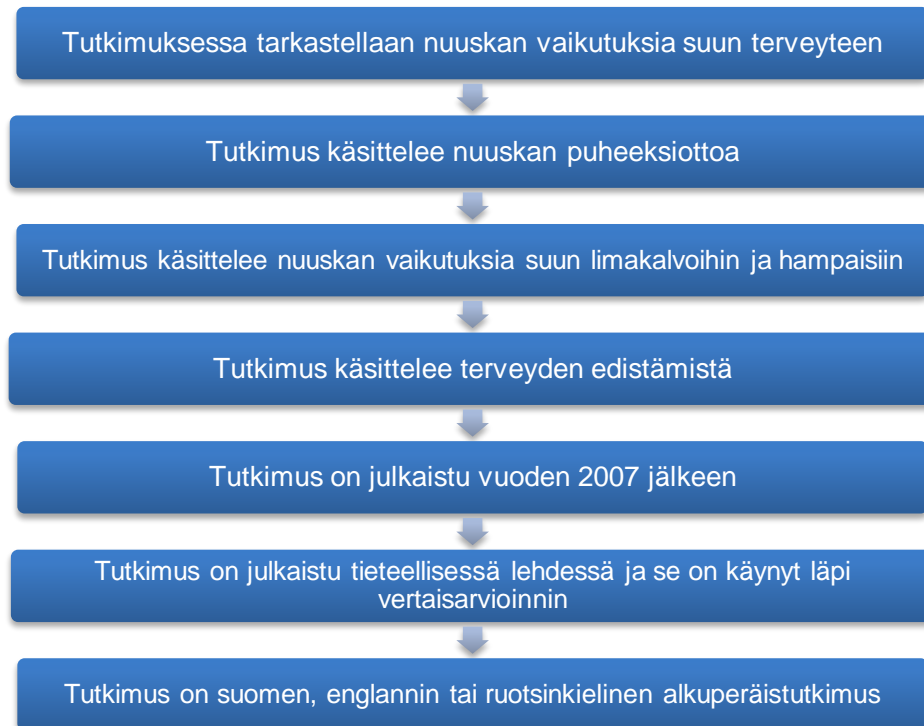 Tutkimuksessa tarkastellaan nuuskan vaikutuksia suun terveyteen
Tutkimus käsittelee nuuskan puheeksiottoa
Tutkimus käsittelee nuuskan vaikutuksia suun limakalvoihin ja hampaisiin
Tutkimus käsittelee terveyden edistämistä
Tutkimus on julkaistu vuoden 2007 jälkeen
Tutkimus on julkaistu tieteellisessä lehdessä ja se on käynyt läpi
vertaisarvioinnin
Tutkimus on suomen, englannin tai ruotsinkielinen alkuperäistutkimus